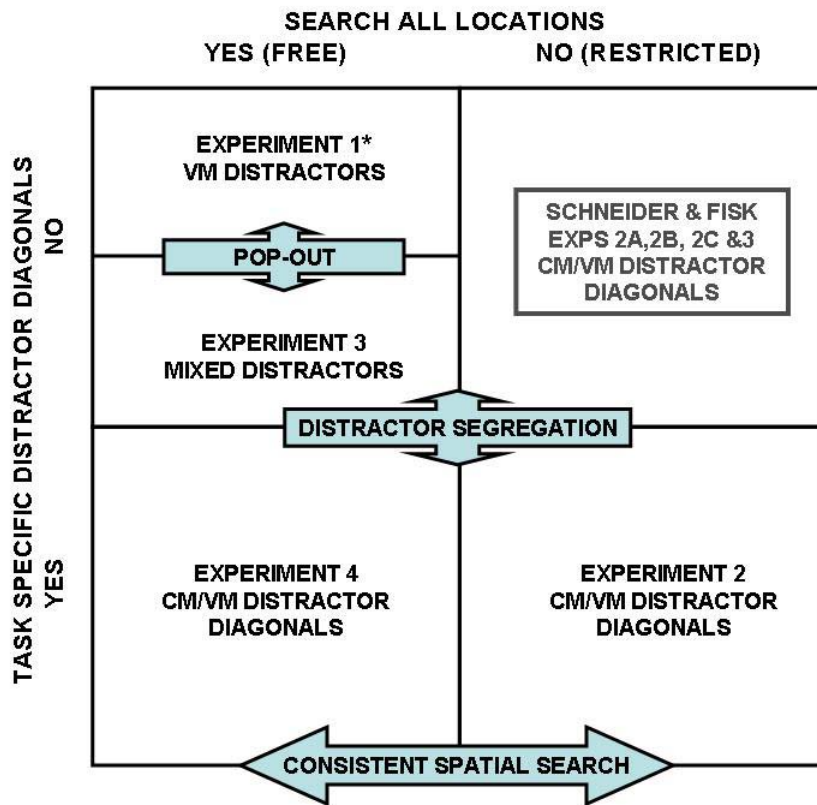 SEARCH ALL LOCATIONS
YES (FREE)
NO (RESTRICTED)
TASK SPECIFIC DISTRACTOR DIAGONALS
NO
YES
EXPERIMENT 1*
VM DISTRACTORS
POP-OUT
EXPERIMENT 3
MIXED DISTRACTORS
SCHNEIDER & FISK
EXPS 2A,2B, 2C &3
CM/VM DISTRACTOR
DIAGONALS
DISTRACTOR SEGREGATION
EXPERIMENT 4
CM/VM DISTRACTOR
DIAGONALS
EXPERIMENT 2
CM/VM DISTRACTOR
DIAGONALS
CONSISTENT SPATIAL SEARCH